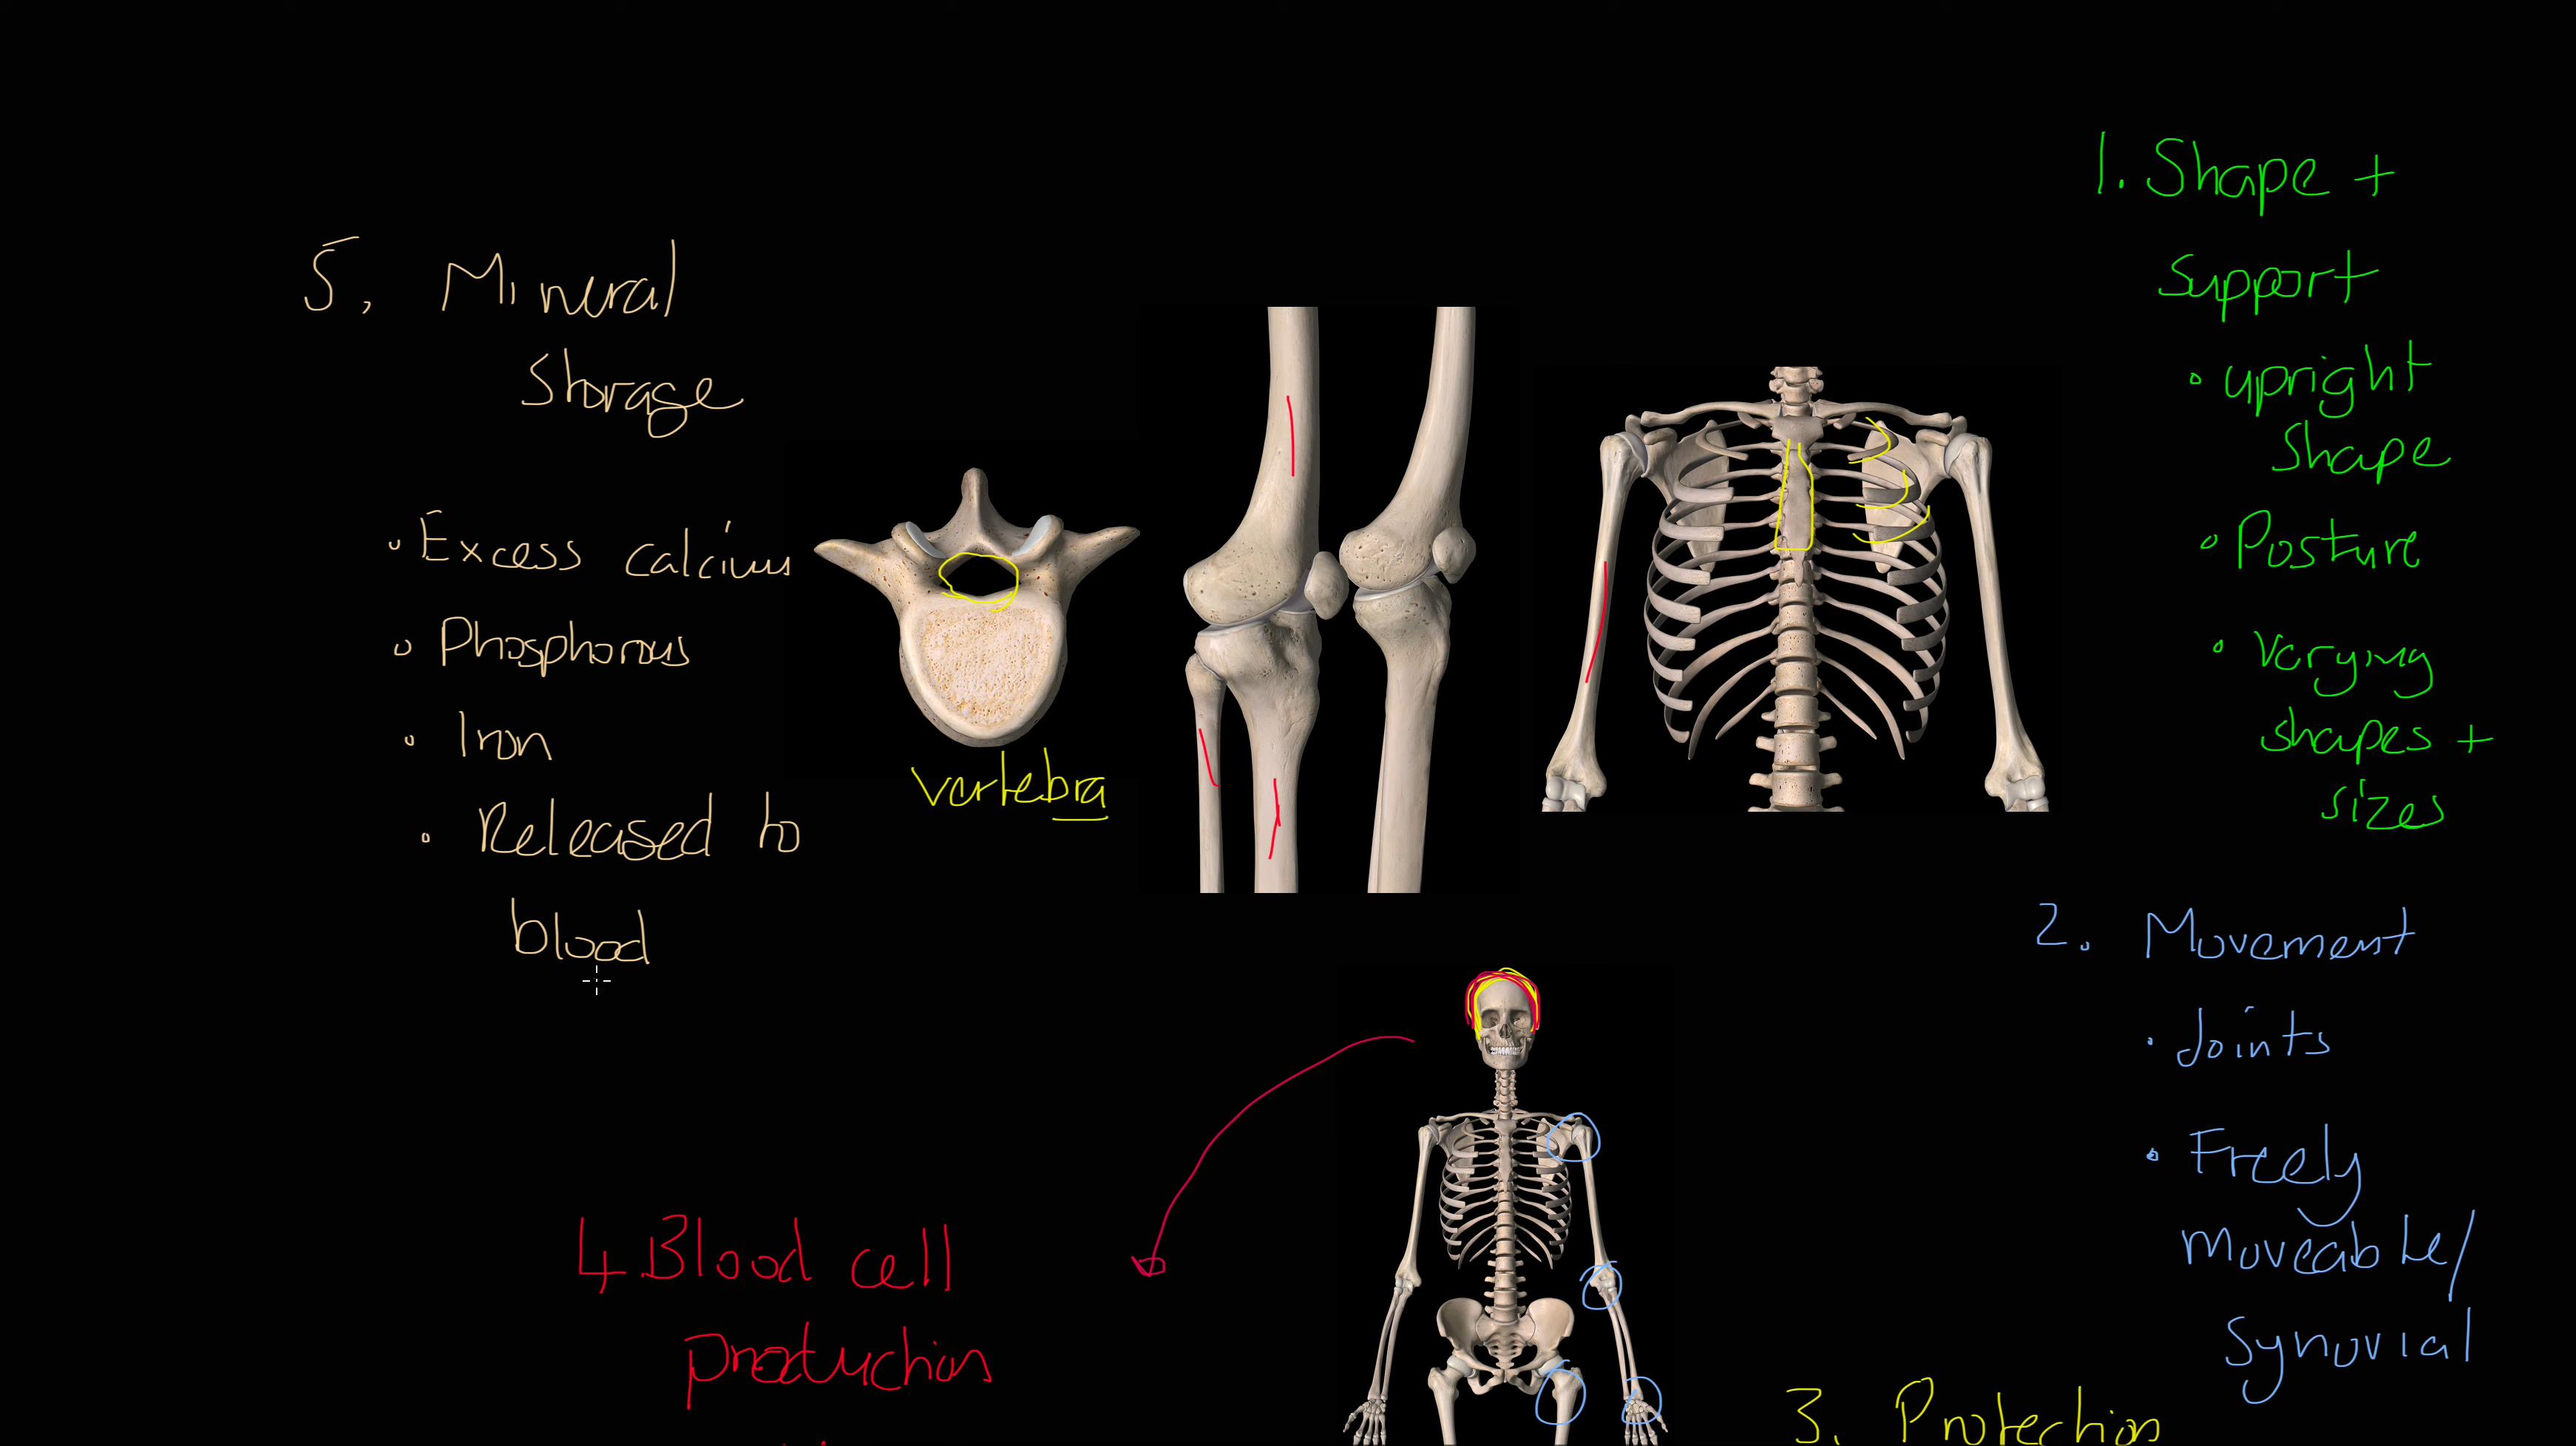 1. Shape +
Support
• upright
Shape
• Posture
• Varying
shapes +
sizes
2. Movement
• Joints
• Freely
moveable/
synovial
3. Protection
4. Blood cell
production
5. Mineral
Storage
• Excess calcium
• Phosphorous
• Iron
• Released to
blood
vertebra